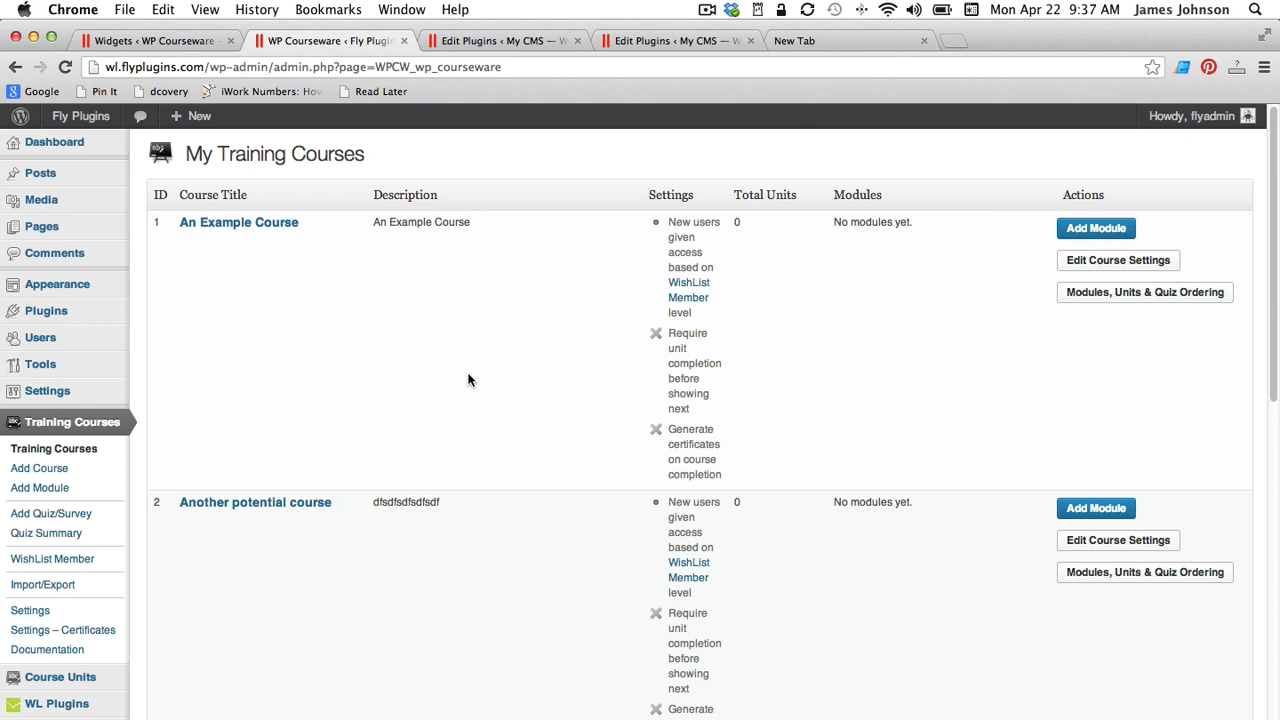 Chrome File Edit View History Bookmarks Window Help Mon Apr 22 9:37 AM James Johnson
Widgets ‹ WP Courseware WP Courseware ‹ Fly Plugin Edit Plugins ‹ My CMS — W Edit Plugins ‹ My CMS — W New Tab
wl.flyplugins.com/wp-admin/admin.php?page=WPCW_wp_courseware
Google Pin It dcovery iWork Numbers: How Read Later
Fly Plugins + New Howdy, flyadmin
Dashboard
Posts
Media
Pages
Comments
Appearance
Plugins
Users
Tools
Settings
Training Courses
Training Courses
Add Course
Add Module
Add Quiz/Survey
Quiz Summary
WishList Member
Import/Export
Settings
Settings – Certificates
Documentation
Course Units
WL Plugins
My Training Courses
ID Course Title Description Settings Total Units Modules Actions
1 An Example Course An Example Course
New users
given
access
based on
WishList
Member
level
Require
unit
completion
before
showing
next
Generate
certificates
on course
completion
0 No modules yet.
Add Module
Edit Course Settings
Modules, Units & Quiz Ordering
2 Another potential course dfsdfsdfsdfsdf
New users
given
access
based on
WishList
Member
level
Require
unit
completion
before
showing
next
Generate
0 No modules yet.
Add Module
Edit Course Settings
Modules, Units & Quiz Ordering